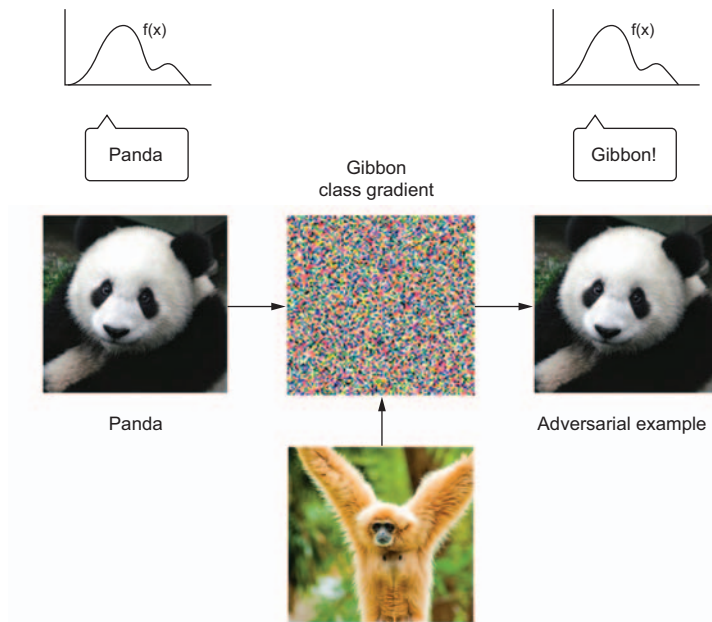 f(x)
f(x)
Panda
Gibbon!
Gibbon
class gradient
Panda
Adversarial example